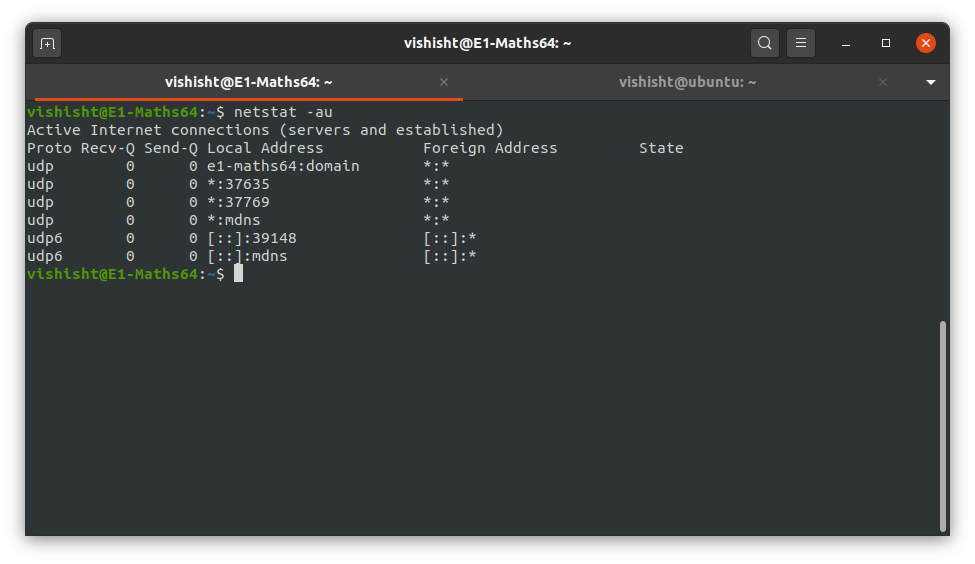 vishisht@E1-Maths64: ~
vishisht@E1-Maths64: ~ vishisht@ubuntu: ~
vishisht@E1-Maths64:~$ netstat -au
Active Internet connections (servers and established)
Proto Recv-Q Send-Q Local Address           Foreign Address         State
udp        0      0 e1-maths64:domain       *:*
udp        0      0 *:37635                 *:*
udp        0      0 *:37769                 *:*
udp        0      0 *:mdns                  *:*
udp6       0      0 [::]:39148              [::]:*
udp6       0      0 [::]:mdns               [::]:*
vishisht@E1-Maths64:~$